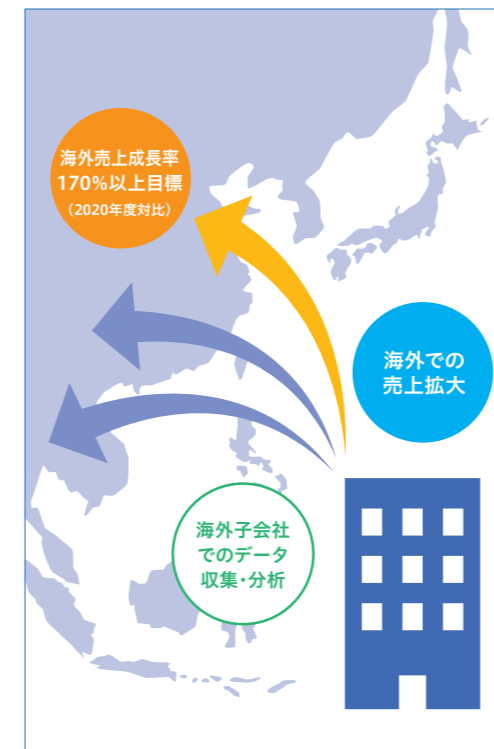 海外売上成長率
170%以上目標
（2020年度対比）
海外での
売上拡大
海外子会社
でのデータ
収集・分析